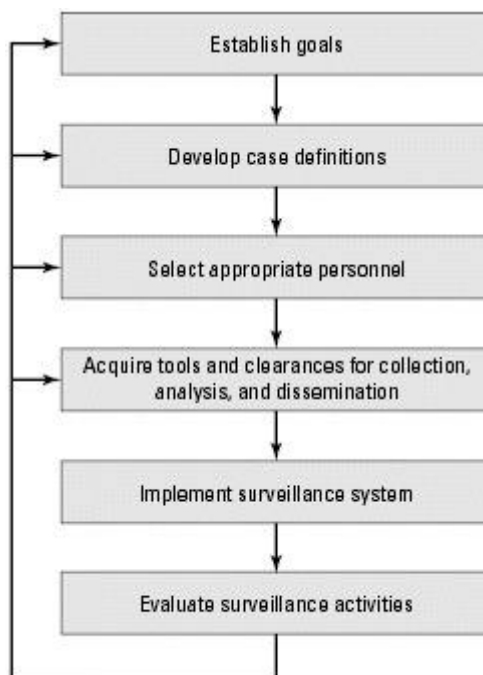 Establish goals
Develop case definitions
Select appropriate personnel
Acquire tools and clearances for collection,
analysis, and dissemination
Implement surveillance system
Evaluate surveillance activities